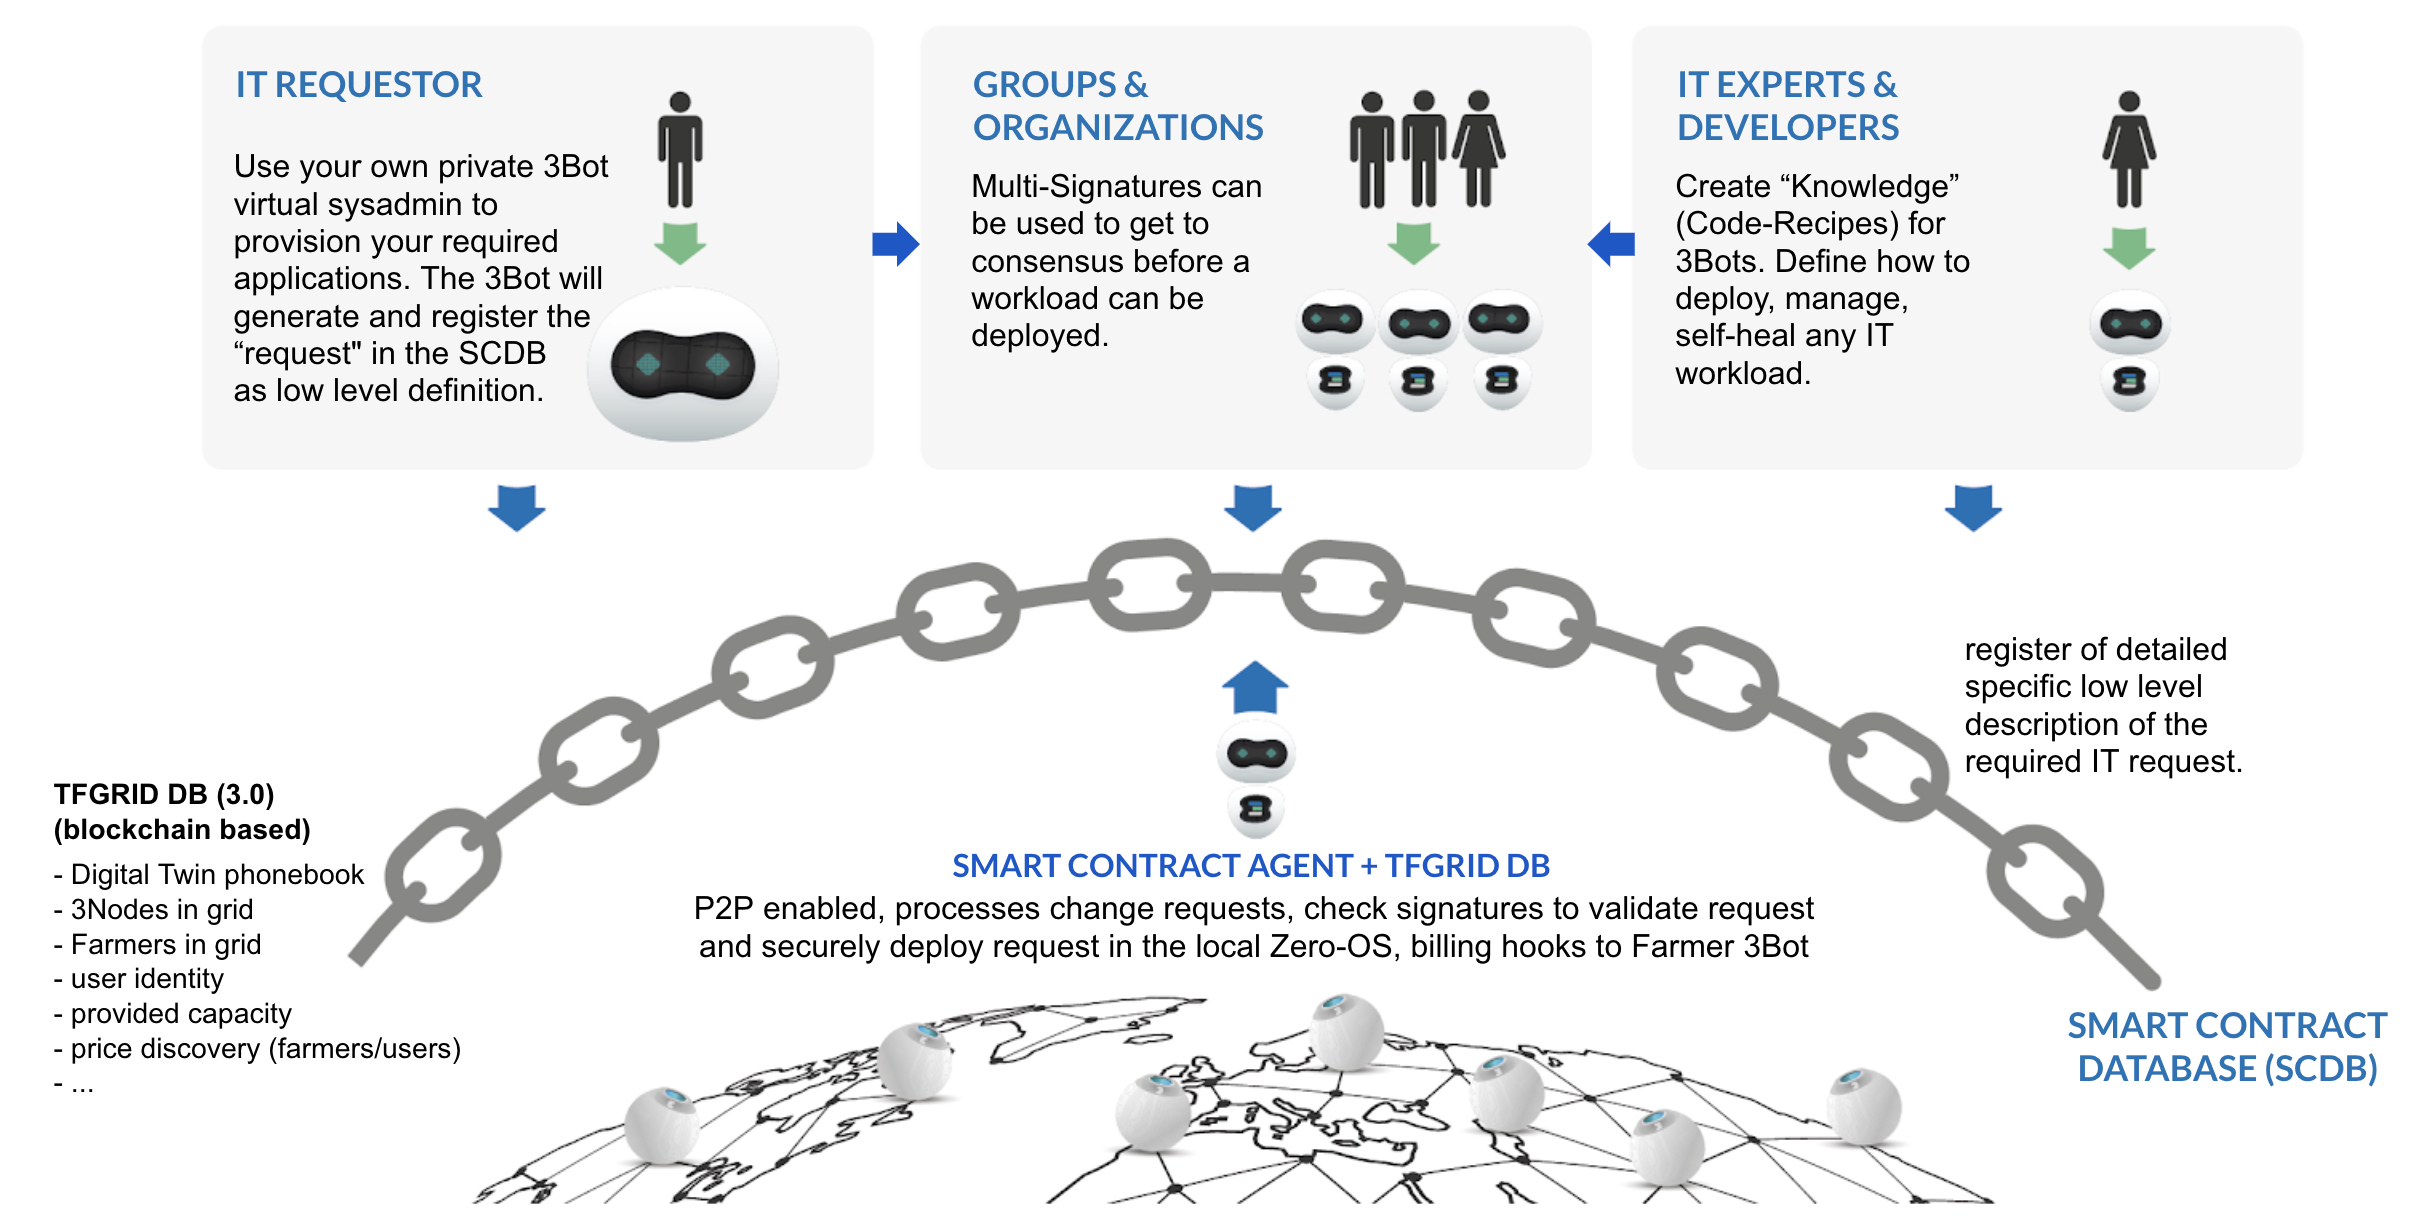 IT REQUESTOR
Use your own private 3Bot
virtual sysadmin to
provision your required
applications. The 3Bot will
generate and register the
“request" in the SCDB
as low level definition.
GROUPS &
ORGANIZATIONS
Multi-Signatures can
be used to get to
consensus before a
workload can be
deployed.
IT EXPERTS &
DEVELOPERS
Create “Knowledge”
(Code-Recipes) for
3Bots. Define how to
deploy, manage,
self-heal any IT
workload.
register of detailed
specific low level
description of the
required IT request.
TFGRID DB (3.0)
(blockchain based)
- Digital Twin phonebook
- 3Nodes in grid
- Farmers in grid
- user identity
- provided capacity
- price discovery (farmers/users)
- ...
SMART CONTRACT AGENT + TFGRID DB
P2P enabled, processes change requests, check signatures to validate request
and securely deploy request in the local Zero-OS, billing hooks to Farmer 3Bot
SMART CONTRACT
DATABASE (SCDB)